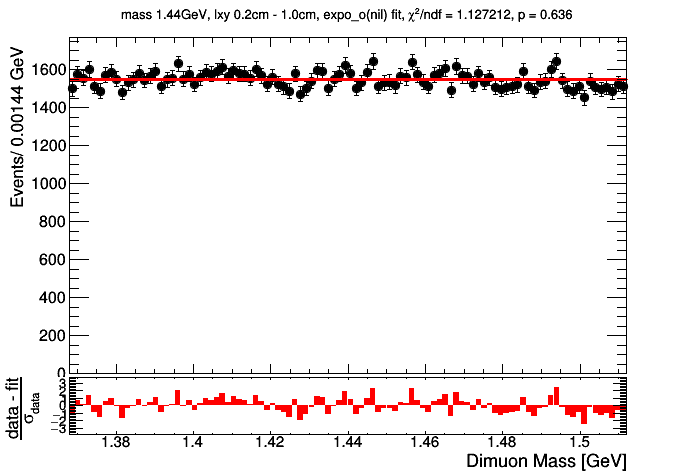 mass 1.44GeV, lxy 0.2cm - 1.0cm, expo_o(nil) fit, χ²/ndf = 1.127212, p = 0.636
Events/ 0.00144 GeV
1600
1400
1200
1000
800
600
400
200
0
data - fit
σdata
3
2
1
0
−1
−2
−3
1.38 1.4 1.42 1.44 1.46 1.48 1.5
Dimuon Mass [GeV]